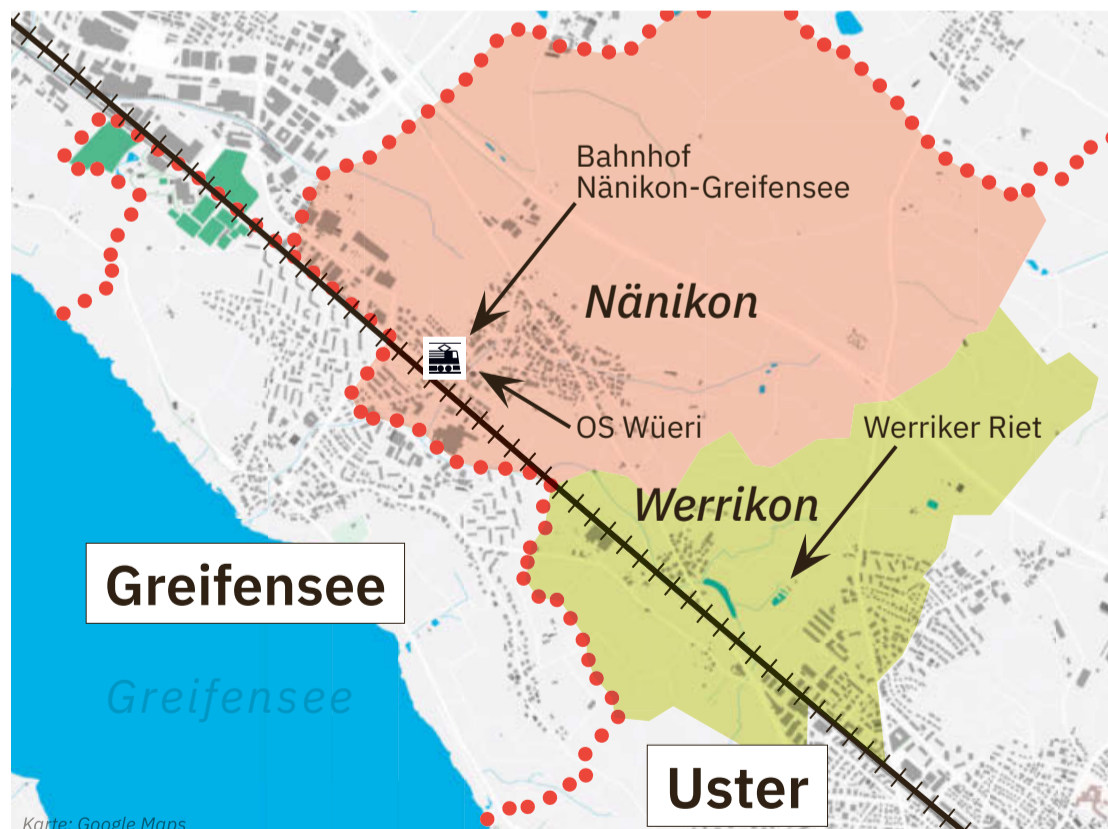 Bahnhof
Nänikon-Greifensee
Nänikon
OS Wüeri
Werriker Riet
Werrikon
Greifensee
Greifensee
Uster
Karte: Google Maps